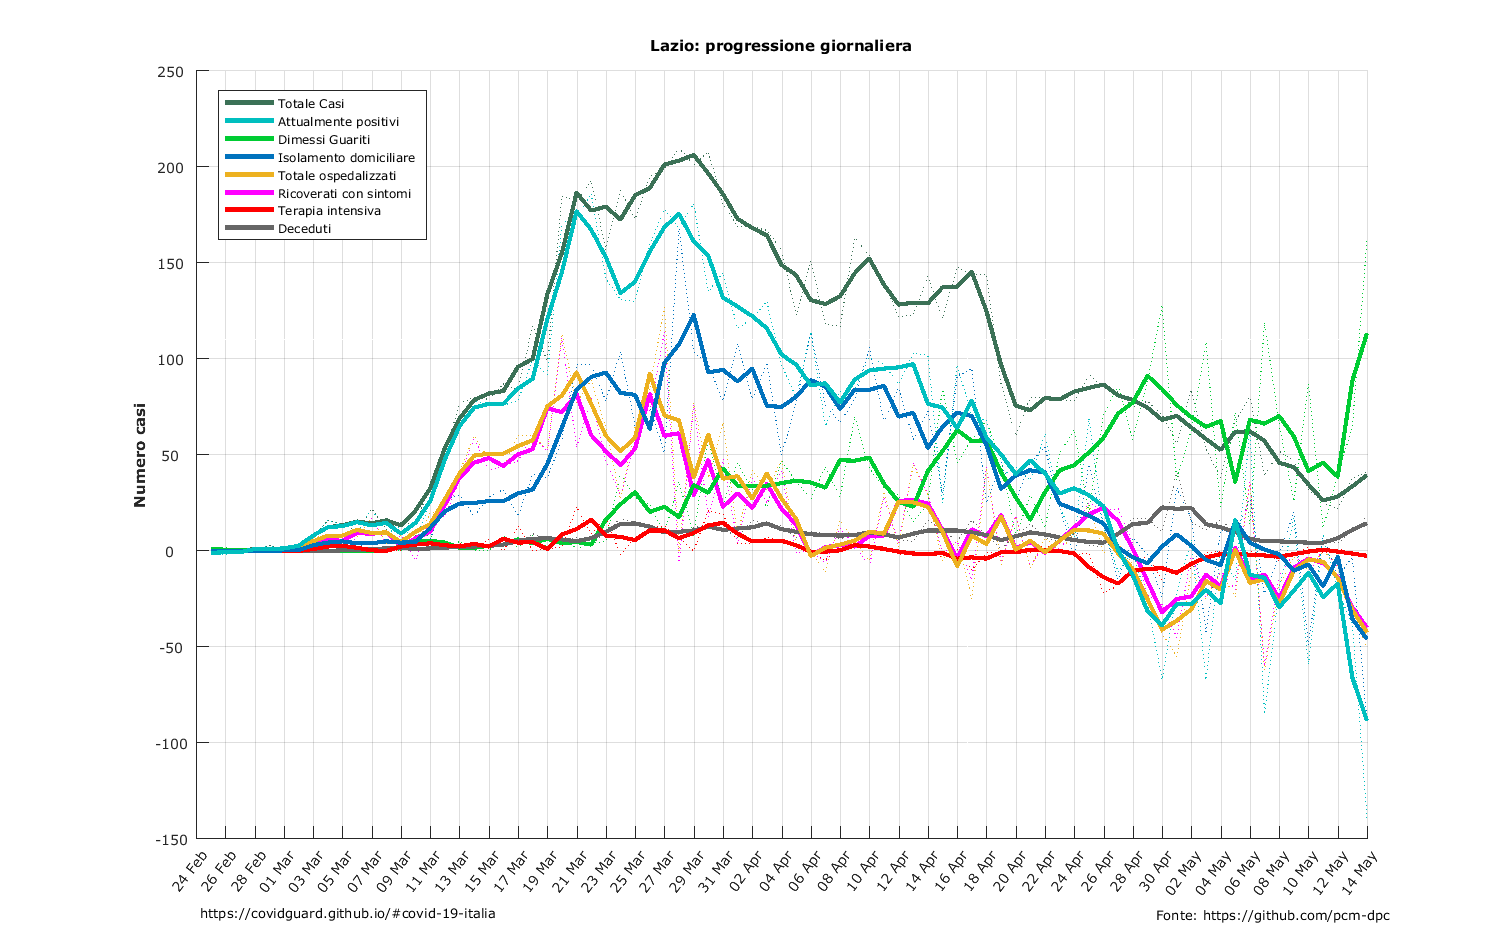 Lazio: progressione giornaliera
250
200
150
100
50
0
-50
-100
-150
Numero casi
Totale Casi
Attualmente positivi
Dimessi Guariti
Isolamento domiciliare
Totale ospedalizzati
Ricoverati con sintomi
Terapia intensiva
Deceduti
24 Feb
26 Feb
28 Feb
01 Mar
03 Mar
05 Mar
07 Mar
09 Mar
11 Mar
13 Mar
15 Mar
17 Mar
19 Mar
21 Mar
23 Mar
25 Mar
27 Mar
29 Mar
31 Mar
02 Apr
04 Apr
06 Apr
08 Apr
10 Apr
12 Apr
14 Apr
16 Apr
18 Apr
20 Apr
22 Apr
24 Apr
26 Apr
28 Apr
30 Apr
02 May
04 May
06 May
08 May
10 May
12 May
14 May
https://covidguard.github.io/#covid-19-italia
Fonte: https://github.com/pcm-dpc